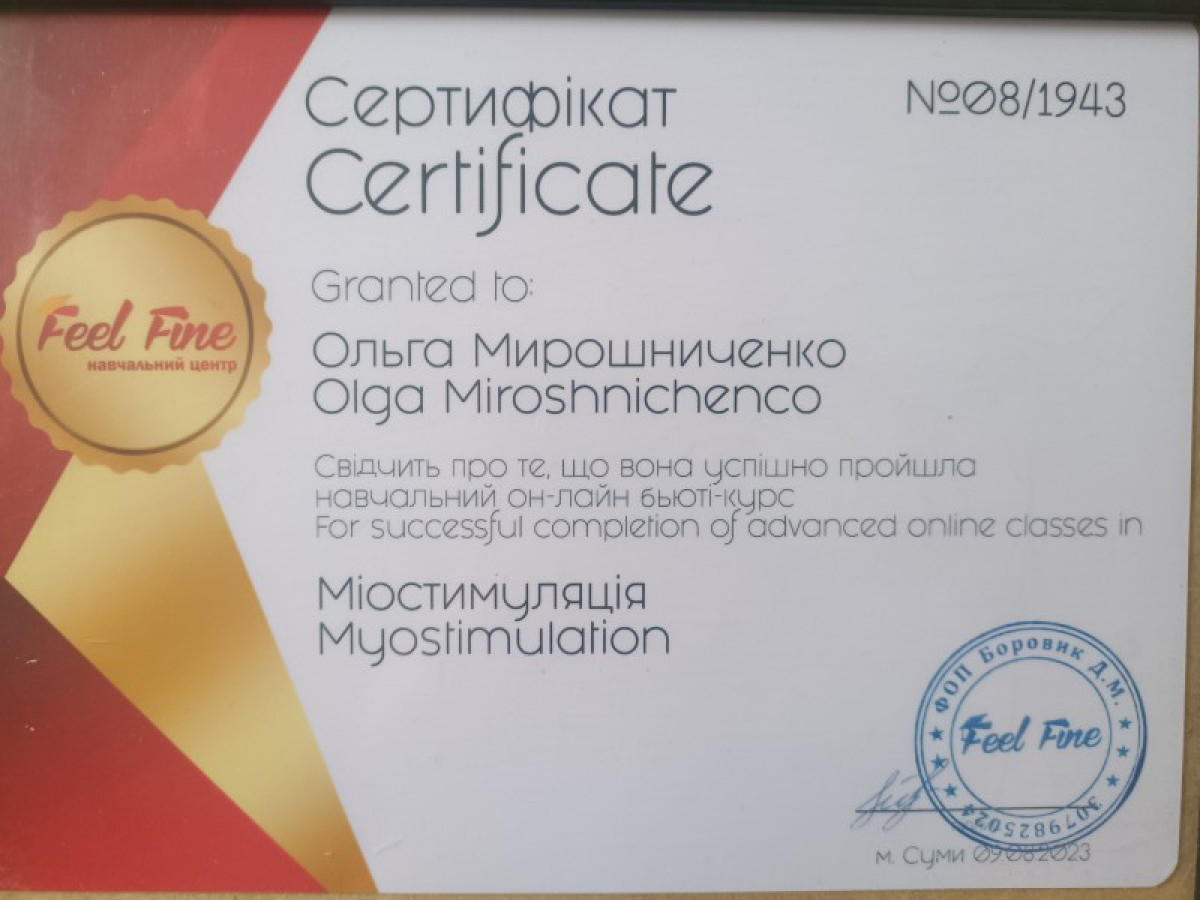 Сертифікат
№08/1943
Certificate
Granted to:
Feel Fine
навчальний центр
Ольга Мирошниченко
Olga Miroshnichenco
Свідчить про те, що вона успішно пройшла
навчальний он-лайн бьюті-курс
For successful completion of advanced online classes in
Міостимуляція
Myostimulation
ФОП Боровик Д.М.
Feel Fine
3079825024
м. Суми 09.08.2023